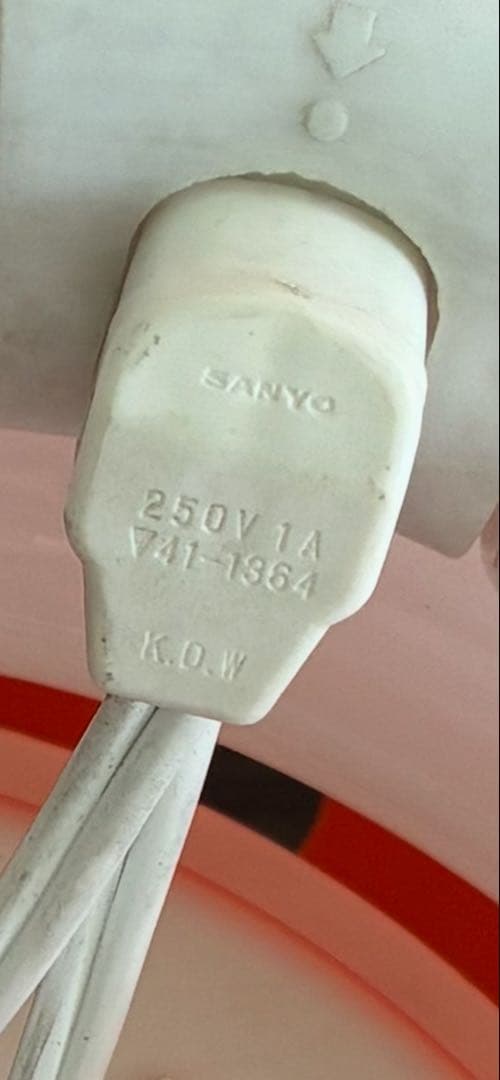 SANYO
250V 1A
▽41-1364
K.D.W